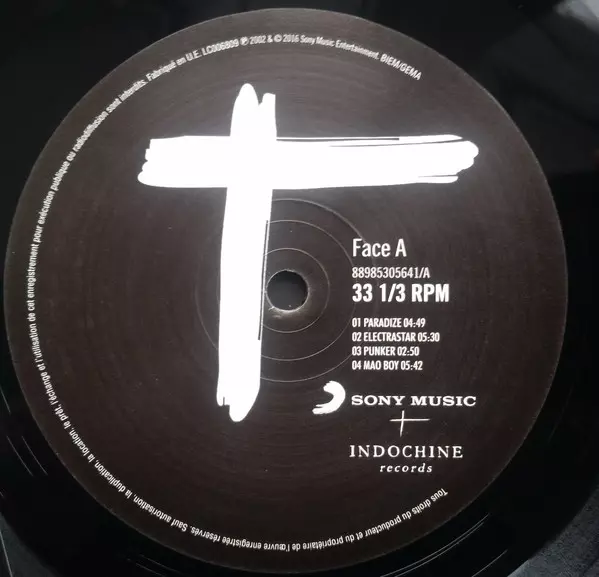 Tous droits du producteur et du propriétaire de l'œuvre enregistrée réservés. Sauf autorisation, la duplication, la location, le prêt, l'échange et l'utilisation de cet enregistrement pour exécution publique ou radiodiffusion sont interdits. Fabriqué en U.E. LC006809 ℗ 2002 & © 2016 Sony Music Entertainment. BIEM/GEMA
Face A
88985305641/A
33 1/3 RPM
01 PARADIZE 04:49
02 ELECTRASTAR 05:30
03 PUNKER 02:50
04 MAO BOY 05:42
SONY MUSIC
INDOCHINE
records